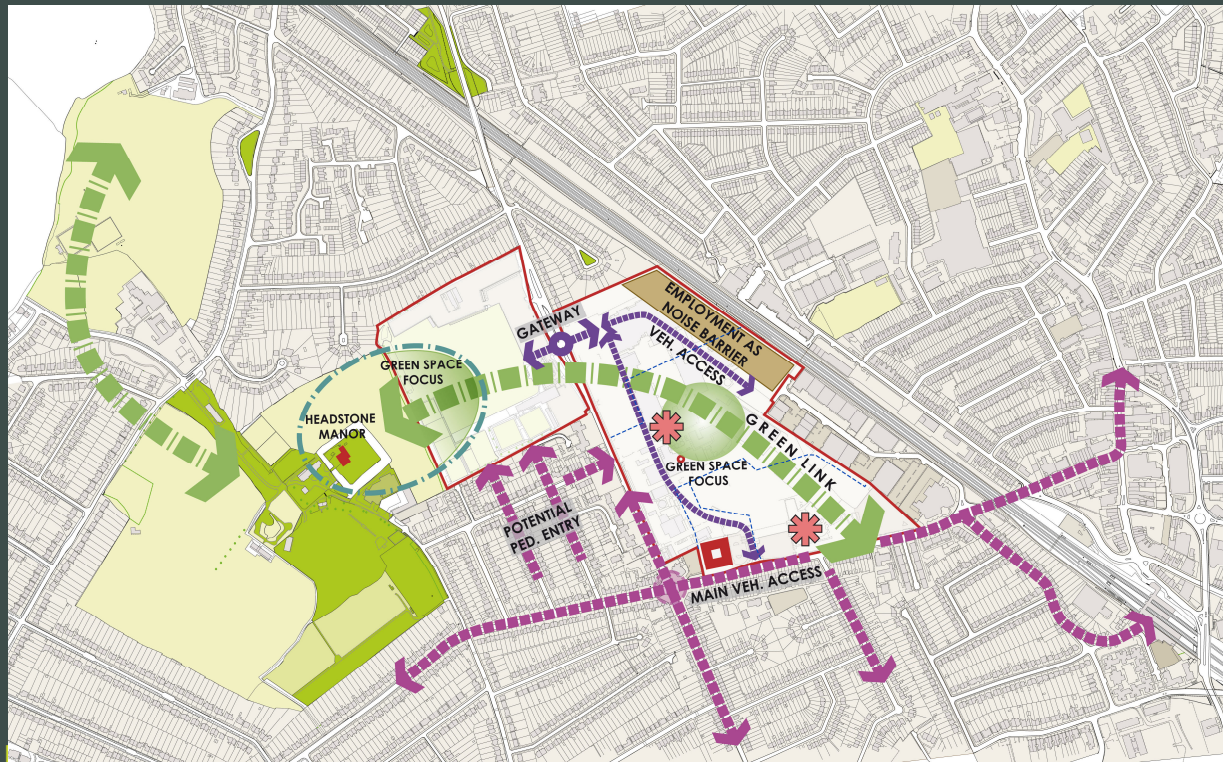 EMPLOYMENT AS
NOISE BARRIER
VEH. ACCESS
GATEWAY
GREEN SPACE
FOCUS
HEADSTONE
MANOR
GREEN LINK
GREEN SPACE
FOCUS
POTENTIAL
PED. ENTRY
MAIN VEH. ACCESS